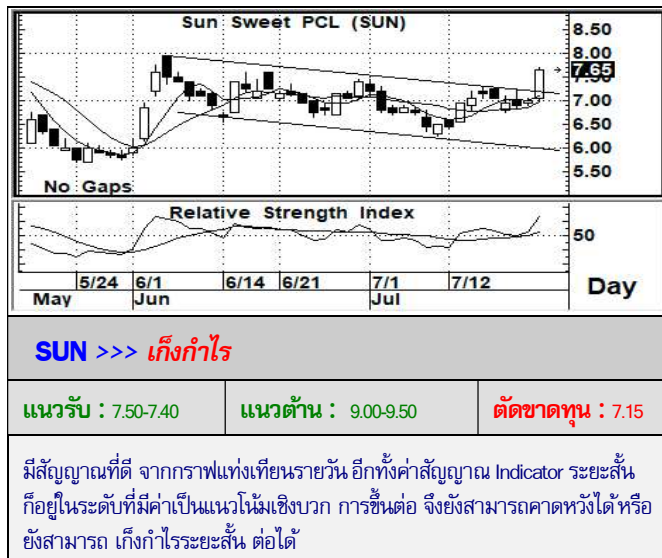 Sun Sweet PCL (SUN)
8.50
8.00
7.65
7.00
6.50
6.00
5.50
No Gaps
Relative Strength Index
50
5/24 6/1 6/14 6/21 7/1 7/12
May Jun Jul
Day
SUN >>> เก็งกำไร
แนวรับ : 7.50-7.40 แนวต้าน : 9.00-9.50 ตัดขาดทุน : 7.15
มีสัญญาณที่ดี จากกราฟแท่งเทียนรายวัน อีกทั้งค่าสัญญาณ Indicator ระยะสั้น
ก็อยู่ในระดับที่มีค่าเป็นแนวโน้มเชิงบวก การขึ้นต่อ จึงยังสามารถคาดหวังได้หรือ
ยังสามารถ เก็งกำไรระยะสั้น ต่อได้